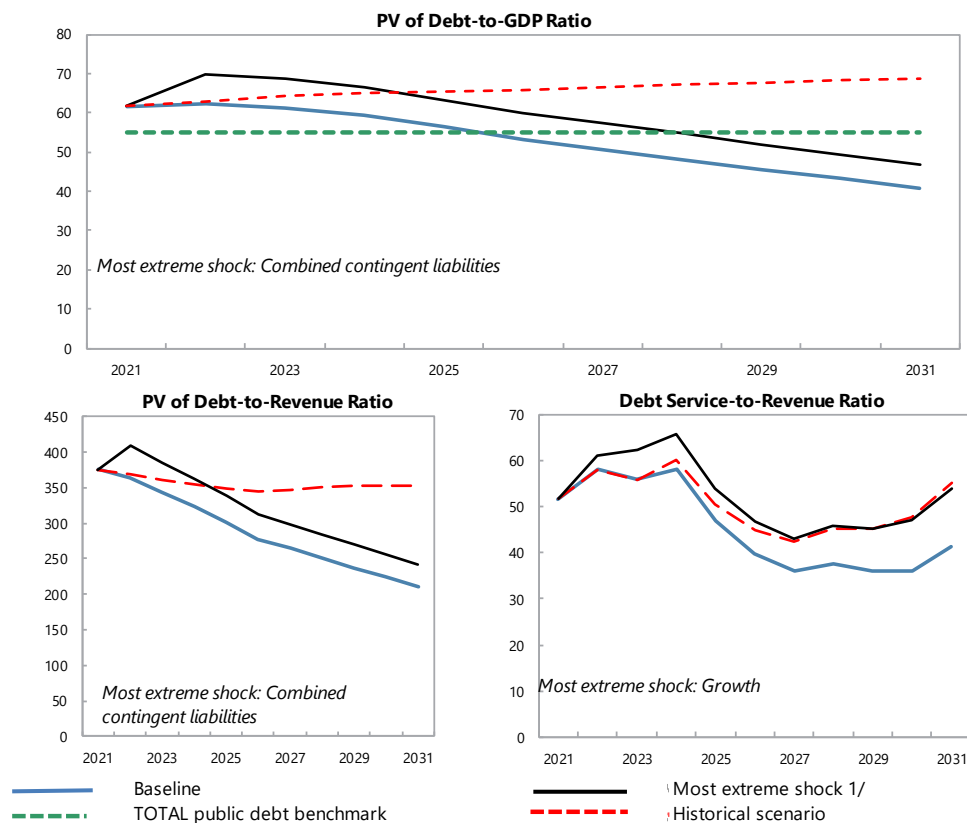 PV of Debt-to-GDP Ratio
80
70
60
50
40
30
20
10
0
Most extreme shock: Combined contingent liabilities
2021 2023 2025 2027 2029 2031
PV of Debt-to-Revenue Ratio
450
400
350
300
250
200
150
100
50
0
Most extreme shock: Combined
contingent liabilities
2021 2023 2025 2027 2029 2031
Debt Service-to-Revenue Ratio
70
60
50
40
30
20
10
0
Most extreme shock: Growth
2021 2023 2025 2027 2029 2031
Baseline
Most extreme shock 1/
TOTAL public debt benchmark
Historical scenario